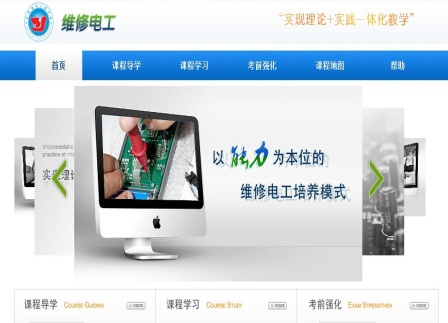 维修电工
“实现理论+实践一体化教学”
首页
课程导学
课程学习
考前强化
课程地图
帮助
以能力为本位的
维修电工培养模式
实现理
课程导学 COURSE GUIDING
课程学习 COURSE STUDY
考前强化 EXAM STRENGTHEN